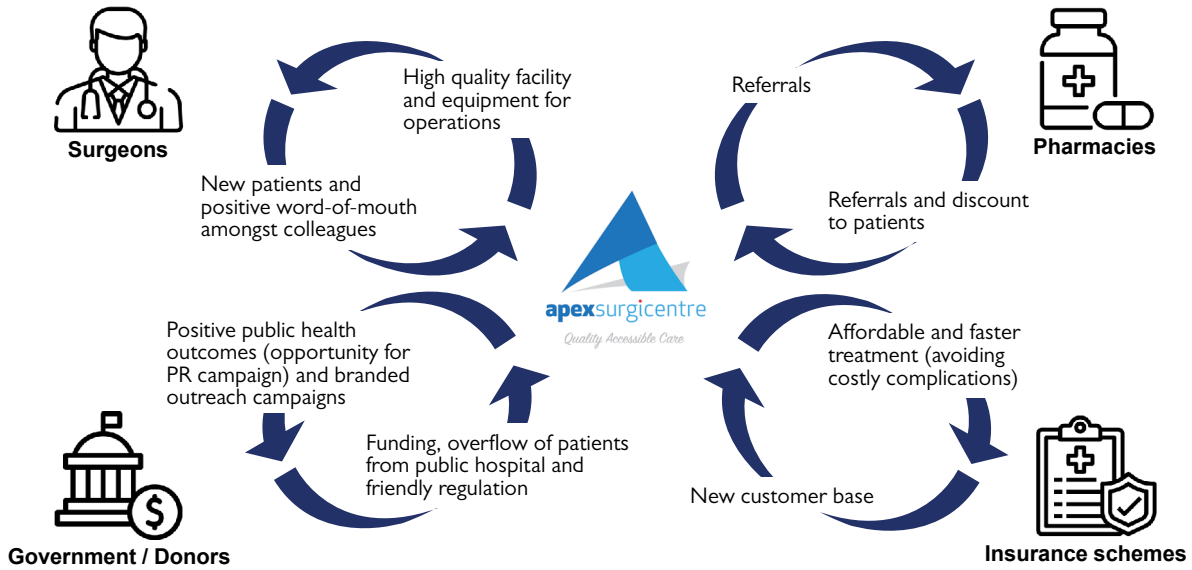 Surgeons
High quality facility
and equipment for
operations
New patients and
positive word-of-mouth
amongst colleagues
Referrals
Pharmacies
Referrals and discount
to patients
apexsurgicentre
Quality Accessible Care
Positive public health
outcomes (opportunity for
PR campaign) and branded
outreach campaigns
Funding, overflow of patients
from public hospital and
friendly regulation
$
Government / Donors
Affordable and faster
treatment (avoiding
costly complications)
New customer base
Insurance schemes